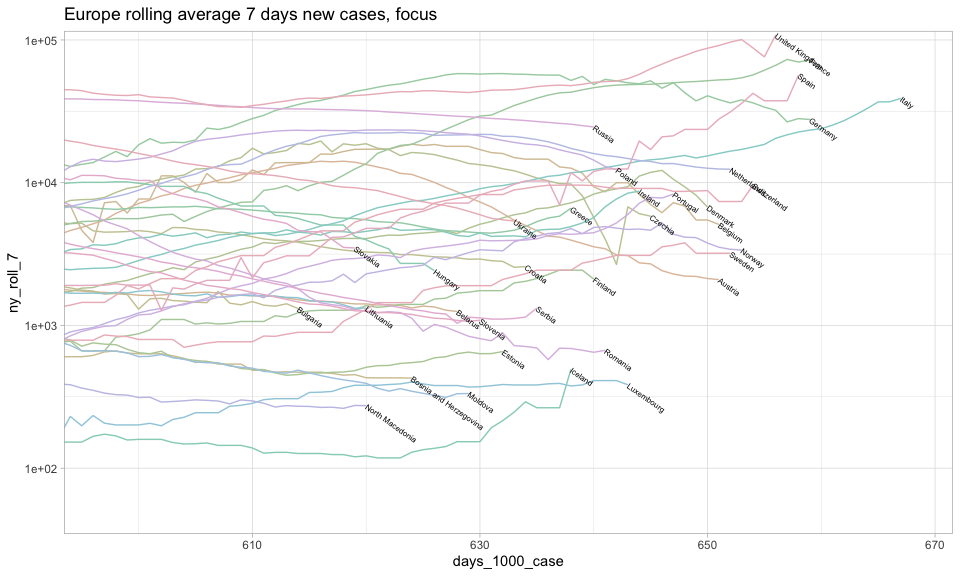 Europe rolling average 7 days new cases, focus
1e+05
1e+04
1e+03
1e+02
ny_roll_7
United Kingdom
France
Spain
Italy
Germany
Russia
Poland
Ireland
Netherlands
Switzerland
Portugal
Denmark
Greece
Ukraine
Czechia
Belgium
Slovakia
Norway
Sweden
Hungary
Croatia
Finland
Austria
Bulgaria
Lithuania
Belarus
Slovenia
Serbia
Estonia
Romania
Bosnia and Herzegovina
Iceland
Moldova
Luxembourg
North Macedonia
610
630
650
670
days_1000_case